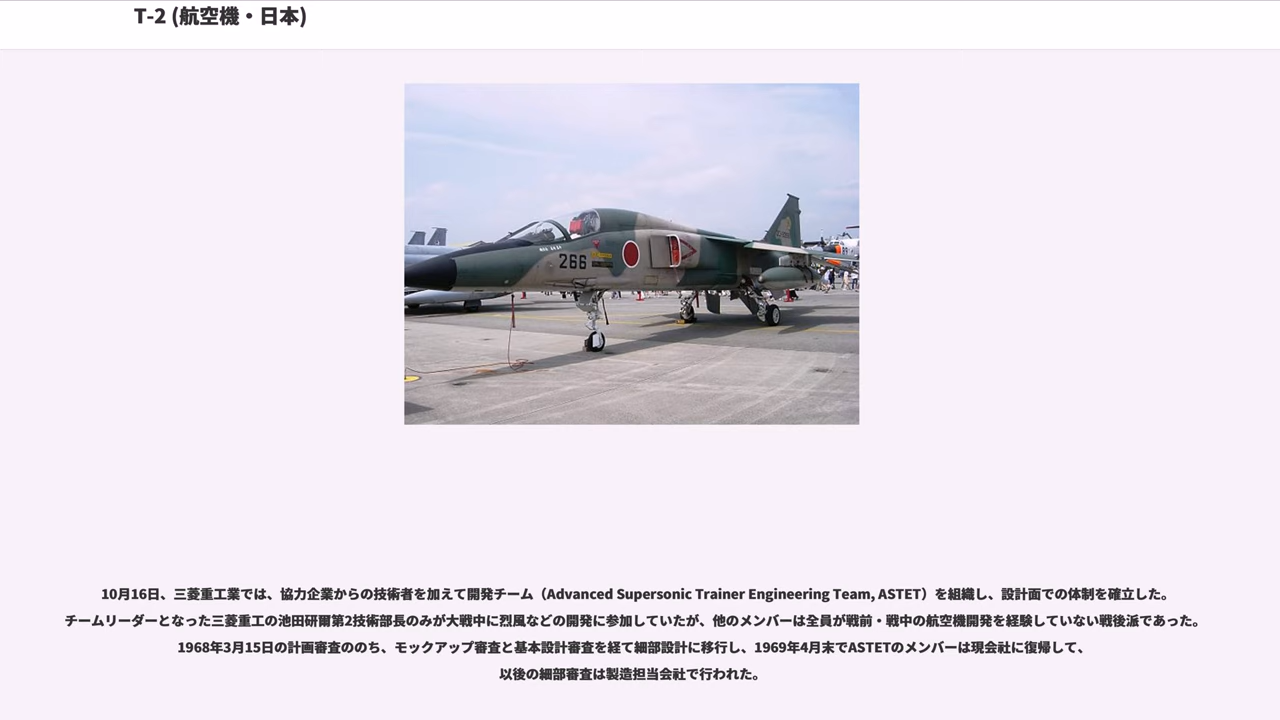 T-2 (航空機・日本)
266
10月16日、三菱重工業では、協力企業からの技術者を加えて開発チーム（Advanced Supersonic Trainer Engineering Team, ASTET）を組織し、設計面での体制を確立した。
チームリーダーとなった三菱重工の池田研爾第2技術部長のみが大戦中に烈風などの開発に参加していたが、他のメンバーは全員が戦前・戦中の航空機開発を経験していない戦後派であった。
1968年3月15日の計画審査ののち、モックアップ審査と基本設計審査を経て細部設計に移行し、1969年4月末でASTETのメンバーは現会社に復帰して、
以後の細部審査は製造担当会社で行われた。